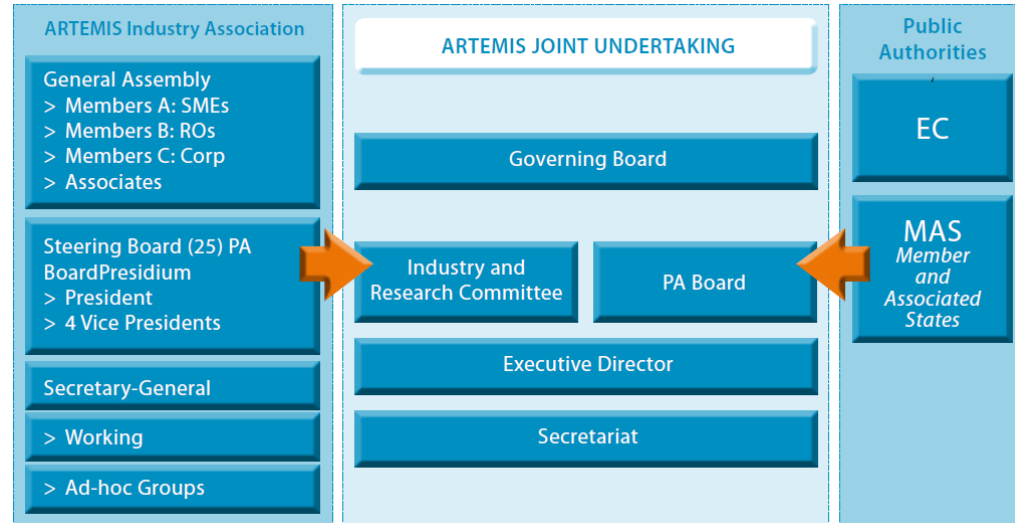 ARTEMIS Industry Association
General Assembly
> Members A: SMEs
> Members B: ROs
> Members C: Corp
> Associates
Steering Board (25) PA
BoardPresidium
> President
> 4 Vice Presidents
Secretary-General
> Working
> Ad-hoc Groups
ARTEMIS JOINT UNDERTAKING
Governing Board
Industry and
Research Committee
PA Board
Executive Director
Secretariat
Public
Authorities
EC
MAS
Member
and
Associated
States